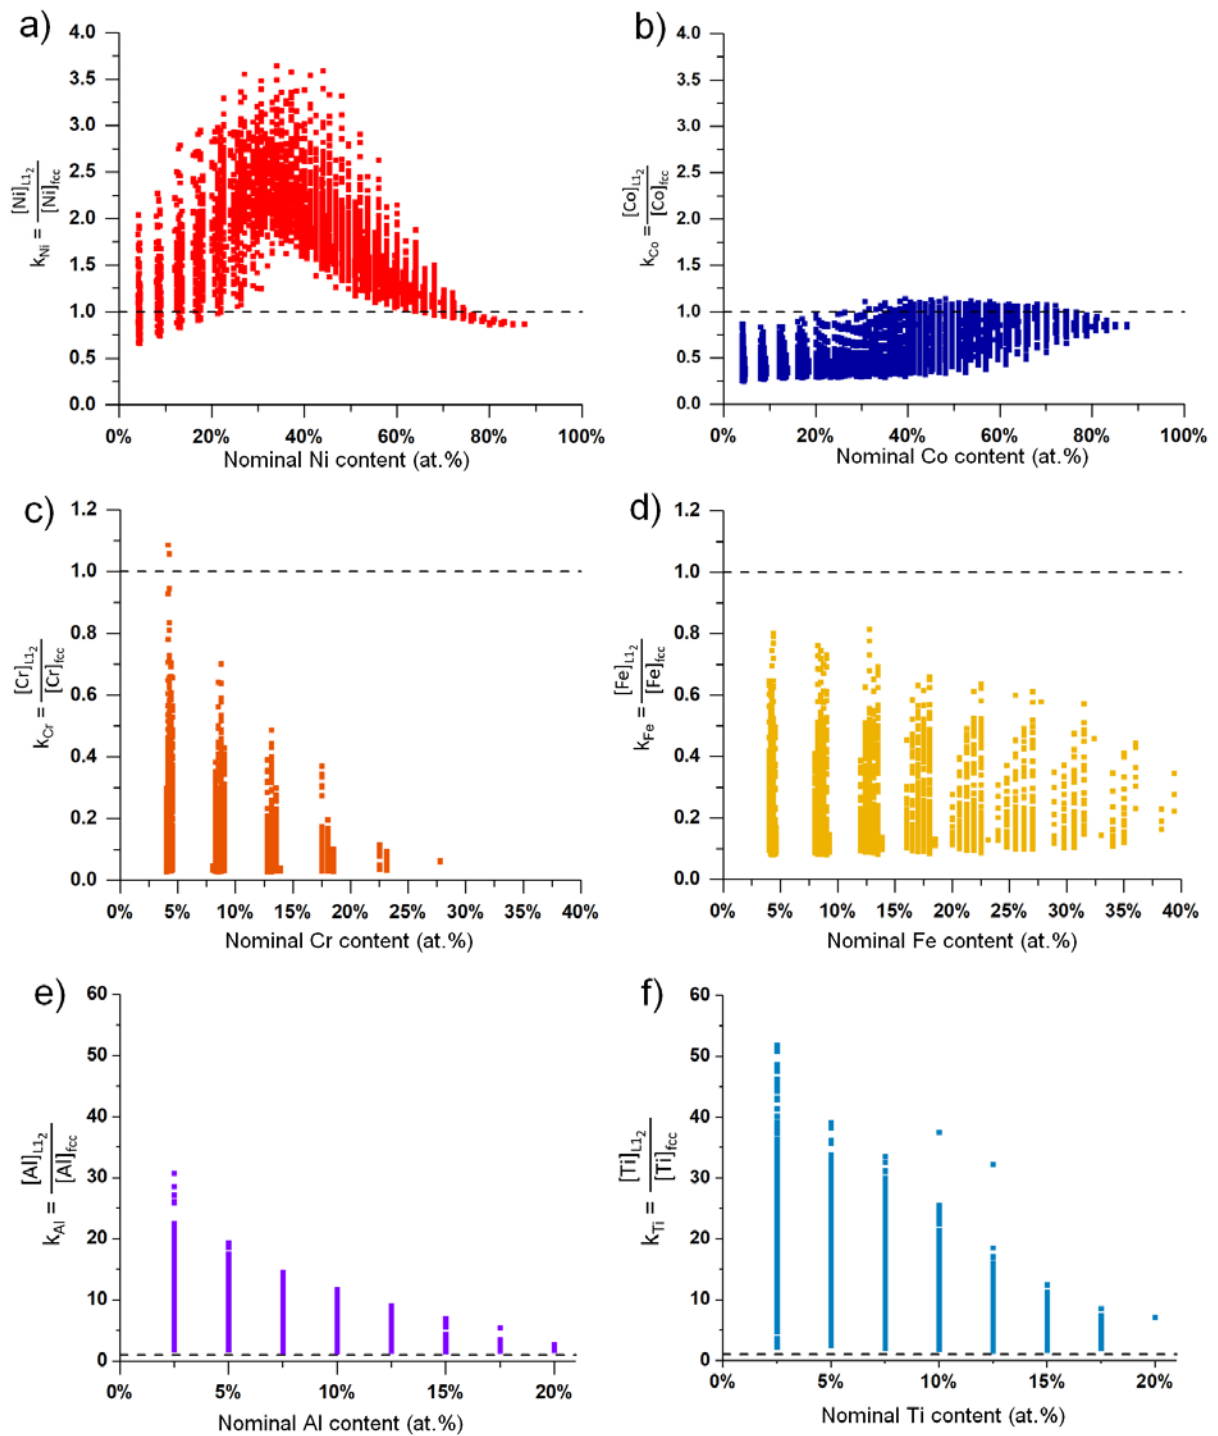 a)
4.0
3.5
3.0
2.5
2.0
1.5
1.0
0.5
0.0
k_Ni = [Ni]_L1₂ / [Ni]_fcc
0% 20% 40% 60% 80% 100%
Nominal Ni content (at.%)
b)
4.0
3.5
3.0
2.5
2.0
1.5
1.0
0.5
0.0
k_Co = [Co]_L1₂ / [Co]_fcc
0% 20% 40% 60% 80% 100%
Nominal Co content (at.%)
c)
1.2
1.0
0.8
0.6
0.4
0.2
0.0
k_Cr = [Cr]_L1₂ / [Cr]_fcc
0% 5% 10% 15% 20% 25% 30% 35% 40%
Nominal Cr content (at.%)
d)
1.2
1.0
0.8
0.6
0.4
0.2
0.0
k_Fe = [Fe]_L1₂ / [Fe]_fcc
0% 5% 10% 15% 20% 25% 30% 35% 40%
Nominal Fe content (at.%)
e)
60
50
40
30
20
10
0
k_Al = [Al]_L1₂ / [Al]_fcc
0% 5% 10% 15% 20%
Nominal Al content (at.%)
f)
60
50
40
30
20
10
0
k_Ti = [Ti]_L1₂ / [Ti]_fcc
0% 5% 10% 15% 20%
Nominal Ti content (at.%)